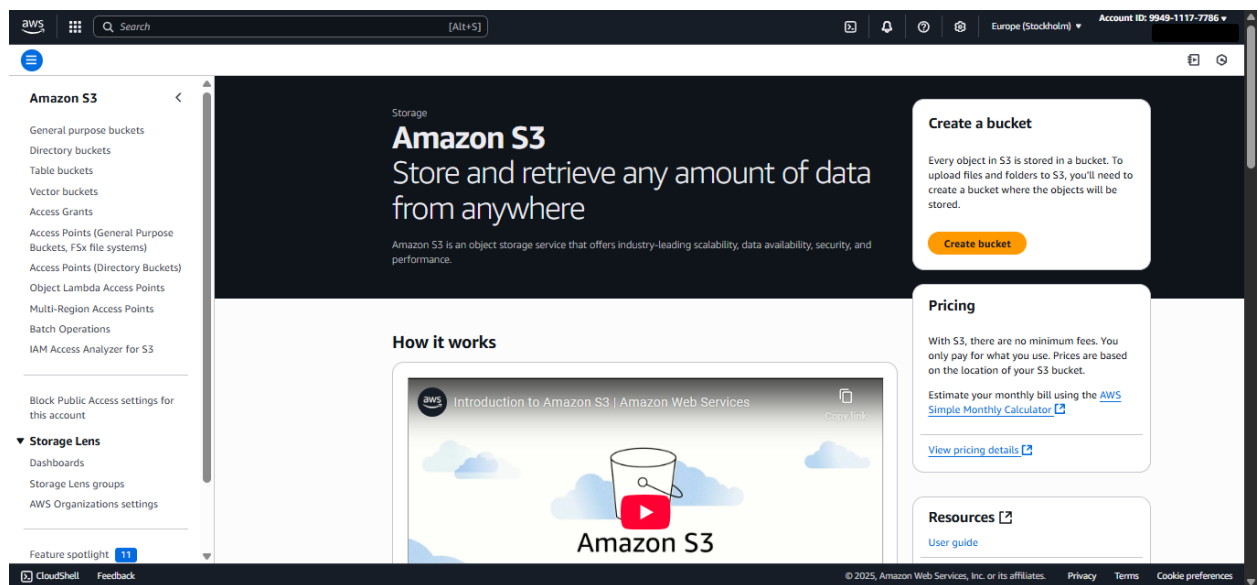 aws
Search
[Alt+S]
Europe (Stockholm)
Account ID: 9949-1117-7786
Amazon S3
General purpose buckets
Directory buckets
Table buckets
Vector buckets
Access Grants
Access Points (General Purpose
Buckets, FSx file systems)
Access Points (Directory Buckets)
Object Lambda Access Points
Multi-Region Access Points
Batch Operations
IAM Access Analyzer for S3
Block Public Access settings for
this account
Storage Lens
Dashboards
Storage Lens groups
AWS Organizations settings
Feature spotlight 11
Storage
Amazon S3
Store and retrieve any amount of data
from anywhere
Amazon S3 is an object storage service that offers industry-leading scalability, data availability, security, and
performance.
How it works
aws
Introduction to Amazon S3 | Amazon Web Services
Copy link
Amazon S3
Create a bucket
Every object in S3 is stored in a bucket. To
upload files and folders to S3, you'll need to
create a bucket where the objects will be
stored.
Create bucket
Pricing
With S3, there are no minimum fees. You
only pay for what you use. Prices are based
on the location of your S3 bucket.
Estimate your monthly bill using the AWS
Simple Monthly Calculator
View pricing details
Resources
User guide
CloudShell
Feedback
© 2025, Amazon Web Services, Inc. or its affiliates.
Privacy
Terms
Cookie preferences